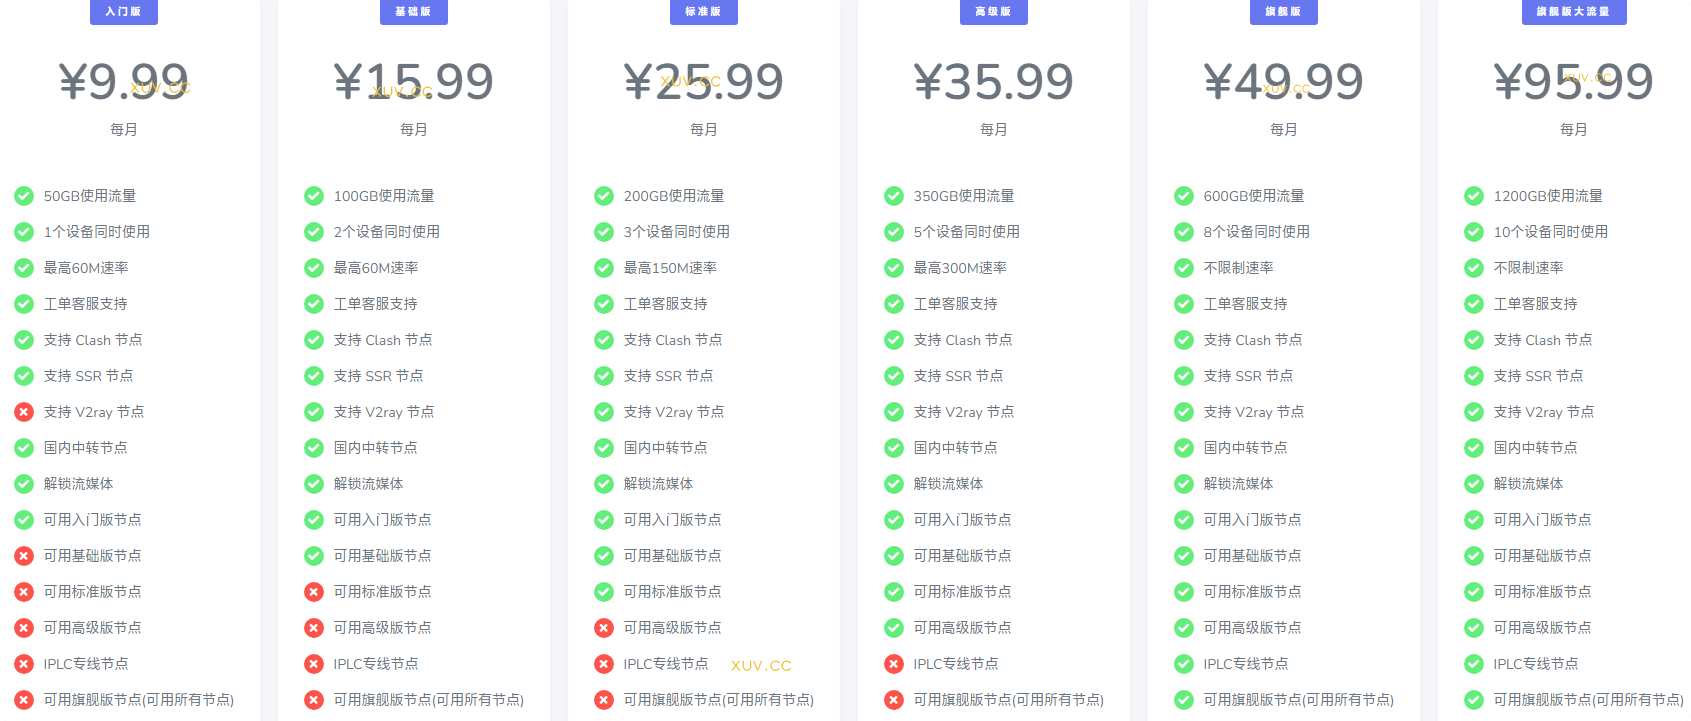 入门版
¥9.99
XUV.CC
每月
50GB使用流量
1个设备同时使用
最高60M速率
工单客服支持
支持 Clash 节点
支持 SSR 节点
支持 V2ray 节点
国内中转节点
解锁流媒体
可用入门版节点
可用基础版节点
可用标准版节点
可用高级版节点
IPLC专线节点
可用旗舰版节点(可用所有节点)
基础版
¥15.99
XUV.CC
每月
100GB使用流量
2个设备同时使用
最高60M速率
工单客服支持
支持 Clash 节点
支持 SSR 节点
支持 V2ray 节点
国内中转节点
解锁流媒体
可用入门版节点
可用基础版节点
可用标准版节点
可用高级版节点
IPLC专线节点
可用旗舰版节点(可用所有节点)
标准版
¥25.99
XUV.CC
每月
200GB使用流量
3个设备同时使用
最高150M速率
工单客服支持
支持 Clash 节点
支持 SSR 节点
支持 V2ray 节点
国内中转节点
解锁流媒体
可用入门版节点
可用基础版节点
可用标准版节点
可用高级版节点
IPLC专线节点
XUV.CC
可用旗舰版节点(可用所有节点)
高级版
¥35.99
每月
350GB使用流量
5个设备同时使用
最高300M速率
工单客服支持
支持 Clash 节点
支持 SSR 节点
支持 V2ray 节点
国内中转节点
解锁流媒体
可用入门版节点
可用基础版节点
可用标准版节点
可用高级版节点
IPLC专线节点
可用旗舰版节点(可用所有节点)
旗舰版
¥49.99
XUV.CC
每月
600GB使用流量
8个设备同时使用
不限制速率
工单客服支持
支持 Clash 节点
支持 SSR 节点
支持 V2ray 节点
国内中转节点
解锁流媒体
可用入门版节点
可用基础版节点
可用标准版节点
可用高级版节点
IPLC专线节点
可用旗舰版节点(可用所有节点)
旗舰版大流量
¥95.99
XUV.CC
每月
1200GB使用流量
10个设备同时使用
不限制速率
工单客服支持
支持 Clash 节点
支持 SSR 节点
支持 V2ray 节点
国内中转节点
解锁流媒体
可用入门版节点
可用基础版节点
可用标准版节点
可用高级版节点
IPLC专线节点
可用旗舰版节点(可用所有节点)